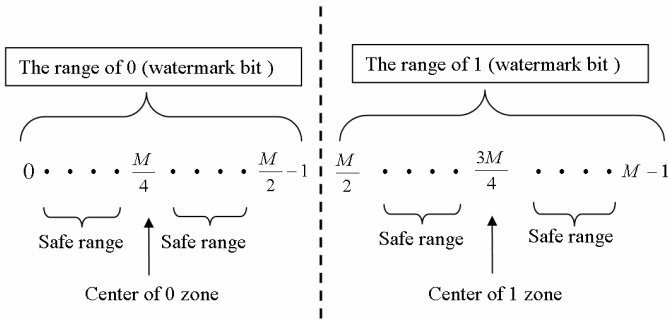 The range of 0 (watermark bit )
The range of 1 (watermark bit )
0 • • • • M/4 • • • • M/2 −1
M/2 • • • • 3M/4 • • • • M −1
Safe range
Safe range
Safe range
Safe range
Center of 0 zone
Center of 1 zone